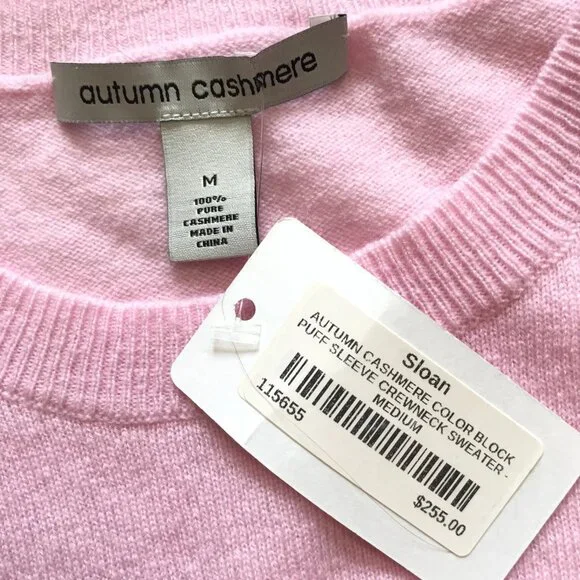 autumn cashmere
M
100%
PURE
CASHMERE
MADE IN
CHINA
Sloan
AUTUMN CASHMERE COLOR BLOCK
PUFF SLEEVE CREWNECK SWEATER -
MEDIUM
115655
$255.00